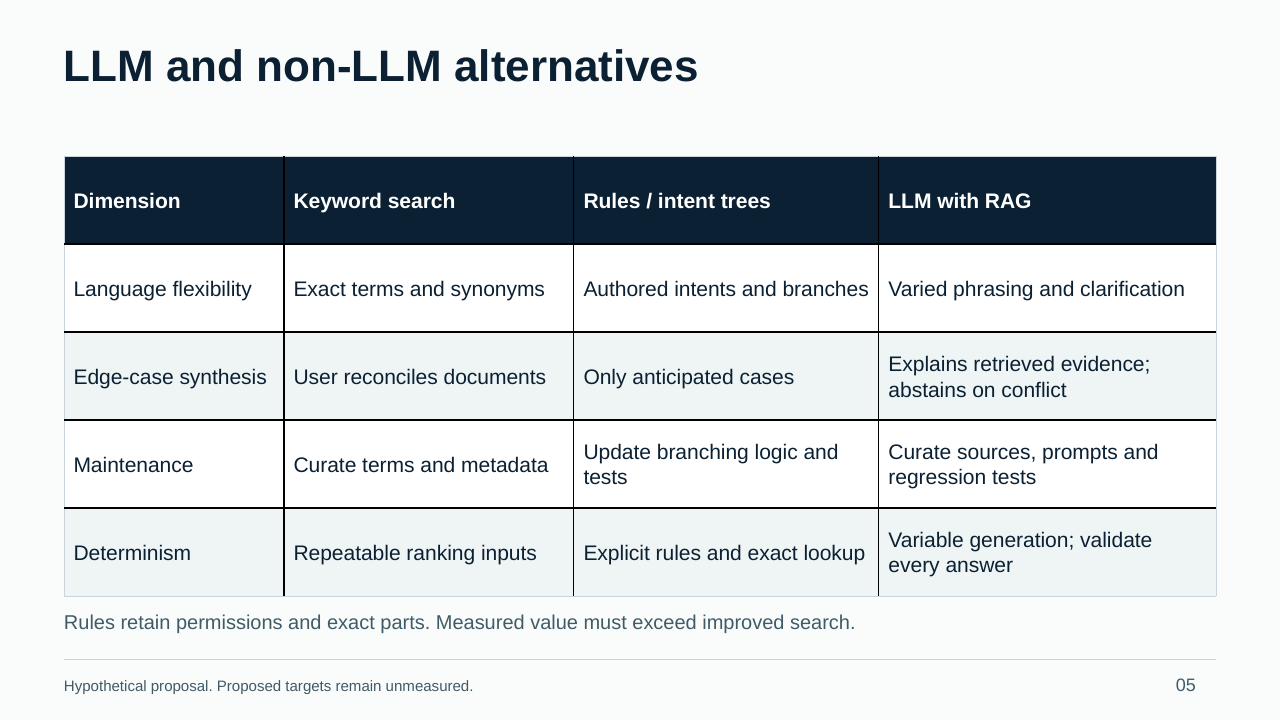 LLM and non-LLM alternatives
Dimension
Keyword search
Rules / intent trees
LLM with RAG
Language flexibility
Exact terms and synonyms
Authored intents and branches
Varied phrasing and clarification
Edge-case synthesis
User reconciles documents
Only anticipated cases
Explains retrieved evidence;
abstains on conflict
Maintenance
Curate terms and metadata
Update branching logic and
tests
Curate sources, prompts and
regression tests
Determinism
Repeatable ranking inputs
Explicit rules and exact lookup
Variable generation; validate
every answer
Rules retain permissions and exact parts. Measured value must exceed improved search.
Hypothetical proposal. Proposed targets remain unmeasured.
05